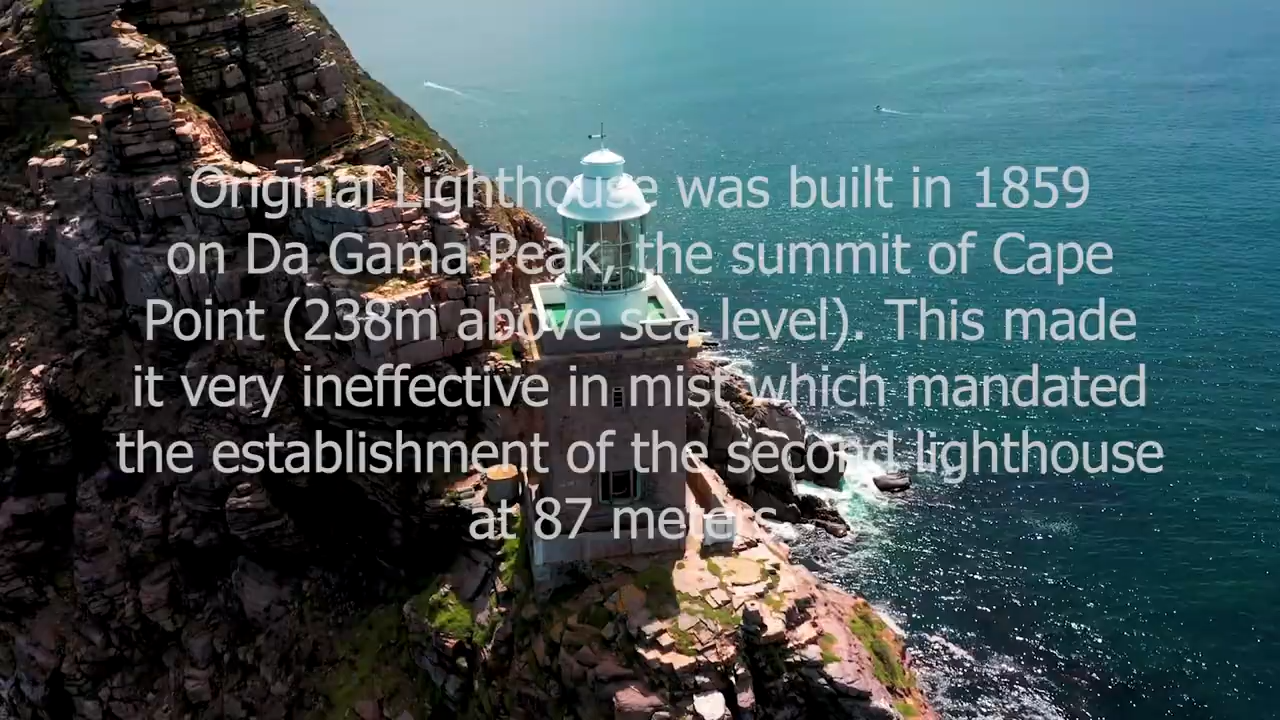 Original Lighthouse was built in 1859
on Da Gama Peak, the summit of Cape
Point (238m above sea level). This made
it very ineffective in mist which mandated
the establishment of the second lighthouse
at 87 meters